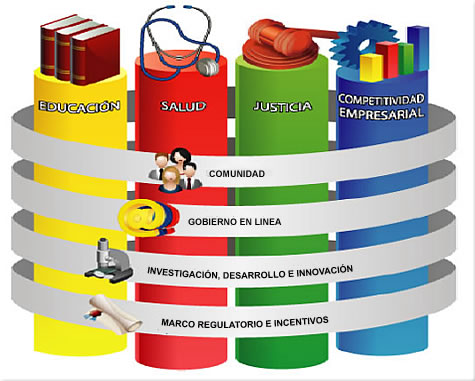 EDUCACIÓN
SALUD
JUSTICIA
COMPETITIVIDAD
EMPRESARIAL
COMUNIDAD
GOBIERNO EN LINEA
INVESTIGACIÓN, DESARROLLO E INNOVACIÓN
MARCO REGULATORIO E INCENTIVOS